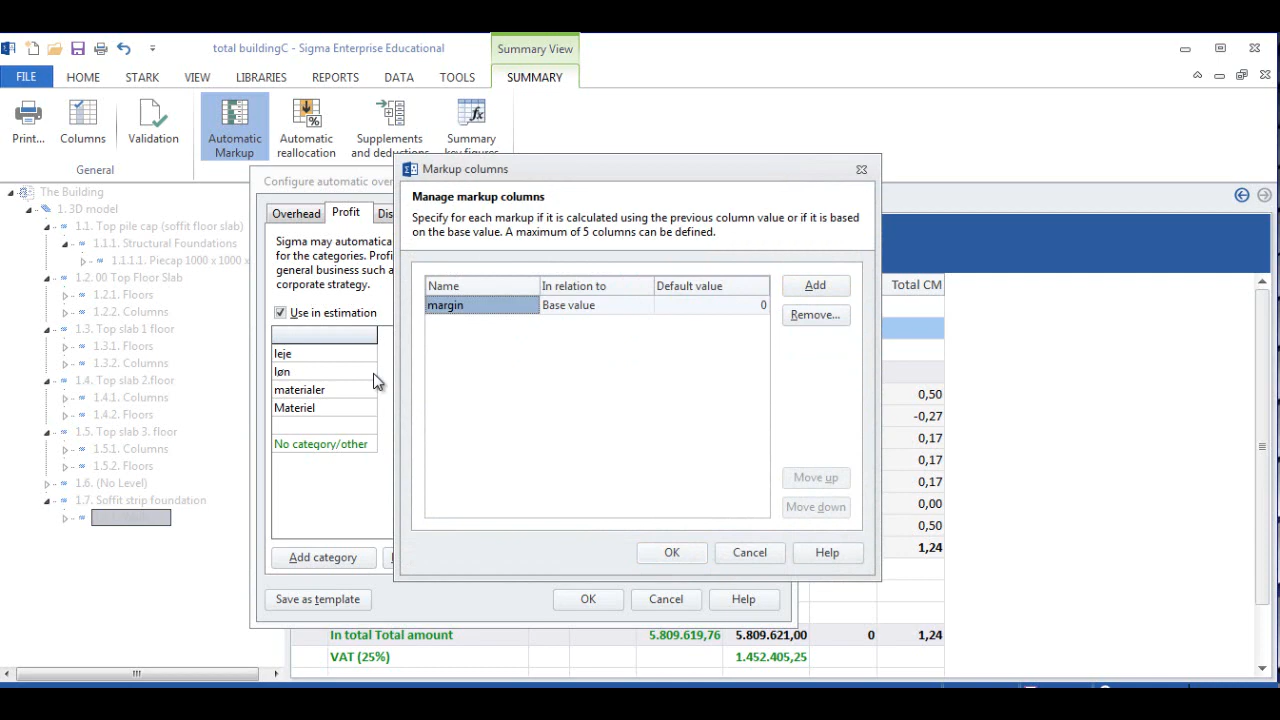 total buildingC - Sigma Enterprise Educational
Summary View
FILE
HOME
STARK
VIEW
LIBRARIES
REPORTS
DATA
TOOLS
SUMMARY
Print...
Columns
Validation
Automatic Markup
Automatic reallocation
Supplements and deductions
Summary key figures
General
The Building
1. 3D model
1.1. Top pile cap (soffit floor slab)
1.1.1. Structural Foundations
1.1.1.1. Piecap 1000 x 1000 x
1.2. 00 Top Floor Slab
1.2.1. Floors
1.2.2. Columns
1.3. Top slab 1 floor
1.3.1. Floors
1.3.2. Columns
1.4. Top slab 2.floor
1.4.1. Columns
1.4.2. Floors
1.5. Top slab 3. floor
1.5.1. Columns
1.5.2. Floors
1.6. (No Level)
1.7. Soffit strip foundation
Configure automatic over
Overhead
Profit
Dis
Sigma may automatica
for the categories. Profi
general business such a
corporate strategy.
Use in estimation
leje
løn
materialer
Materiel
No category/other
Add category
Save as template
OK
Cancel
Help
Markup columns
Manage markup columns
Specify for each markup if it is calculated using the previous column value or if it is based
on the base value. A maximum of 5 columns can be defined.
Name In relation to Default value
margin Base value 0
Add
Remove...
Move up
Move down
OK
Cancel
Help
Total CM
0,50
-0,27
0,17
0,17
0,17
0,00
0,50
1,24
In total Total amount 5.809.619,76 5.809.621,00 0 1,24
VAT (25%) 1.452.405,25